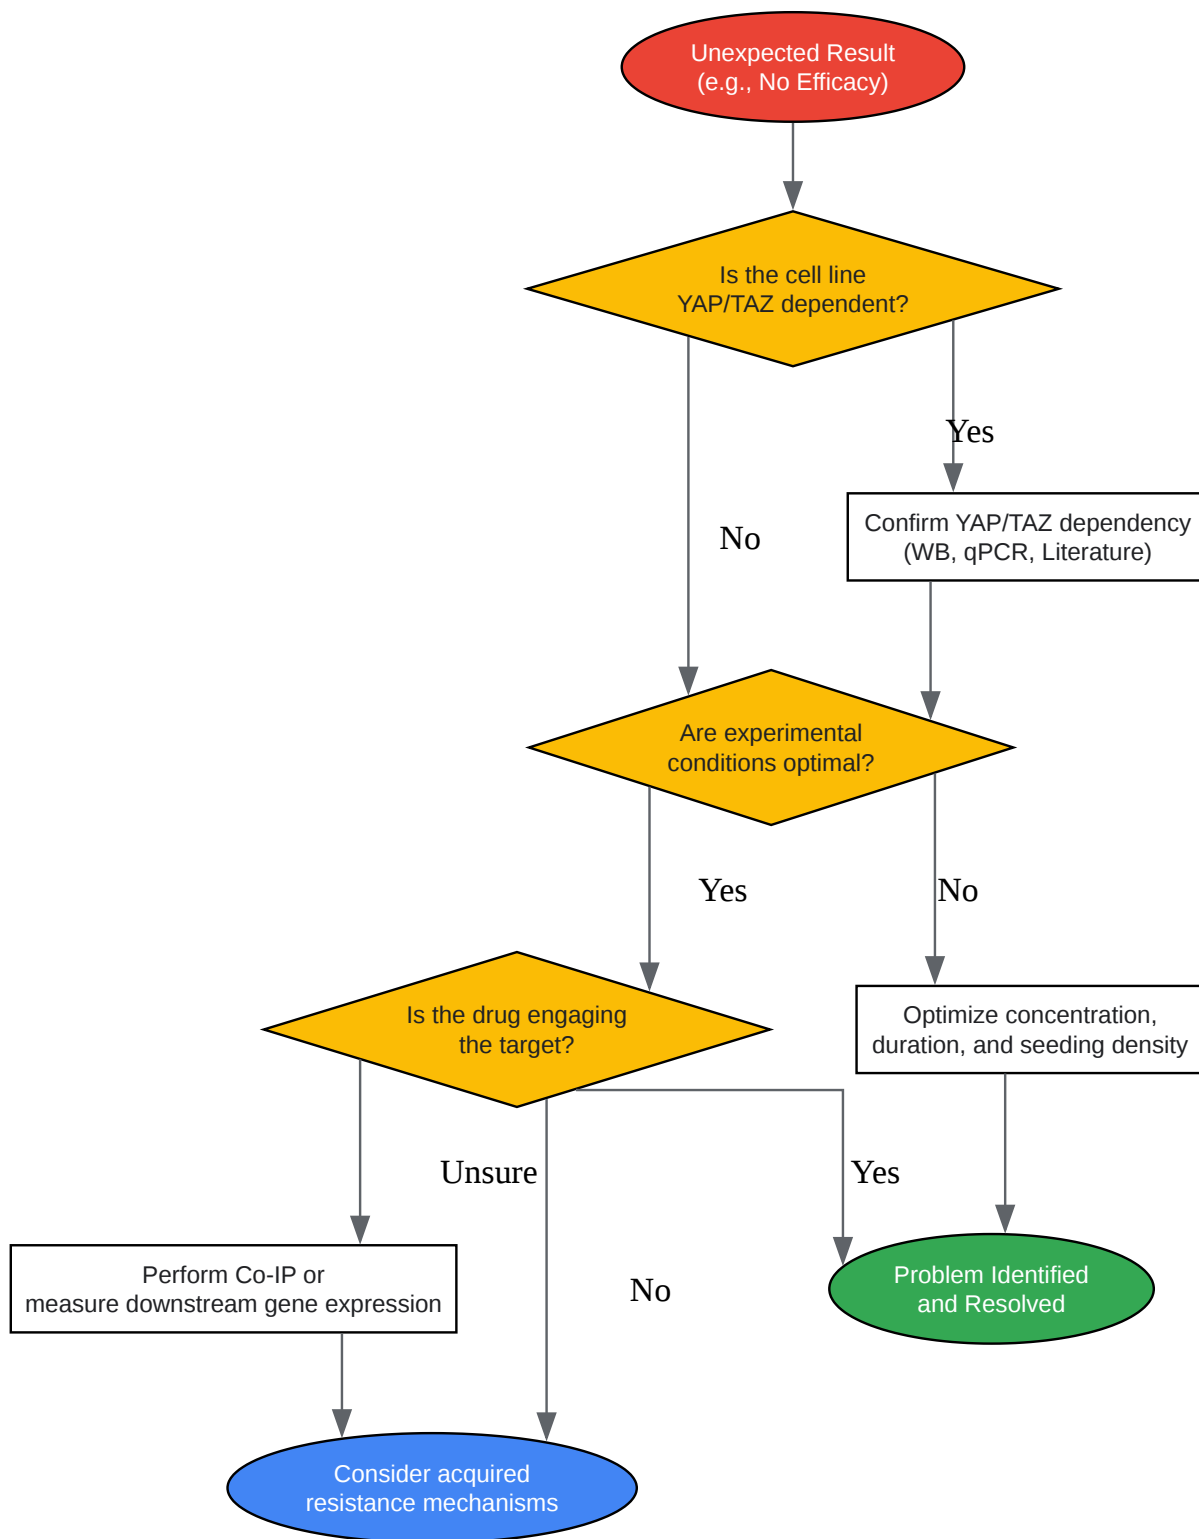 Unexpected Result
(e.g., No Efficacy)
Is the cell line
YAP/TAZ dependent?
Yes
Confirm YAP/TAZ dependency
(WB, qPCR, Literature)
No
Are experimental
conditions optimal?
Yes
No
Is the drug engaging
the target?
Optimize concentration,
duration, and seeding density
Unsure
Yes
Perform Co-IP or
measure downstream gene expression
No
Problem Identified
and Resolved
Consider acquired
resistance mechanisms